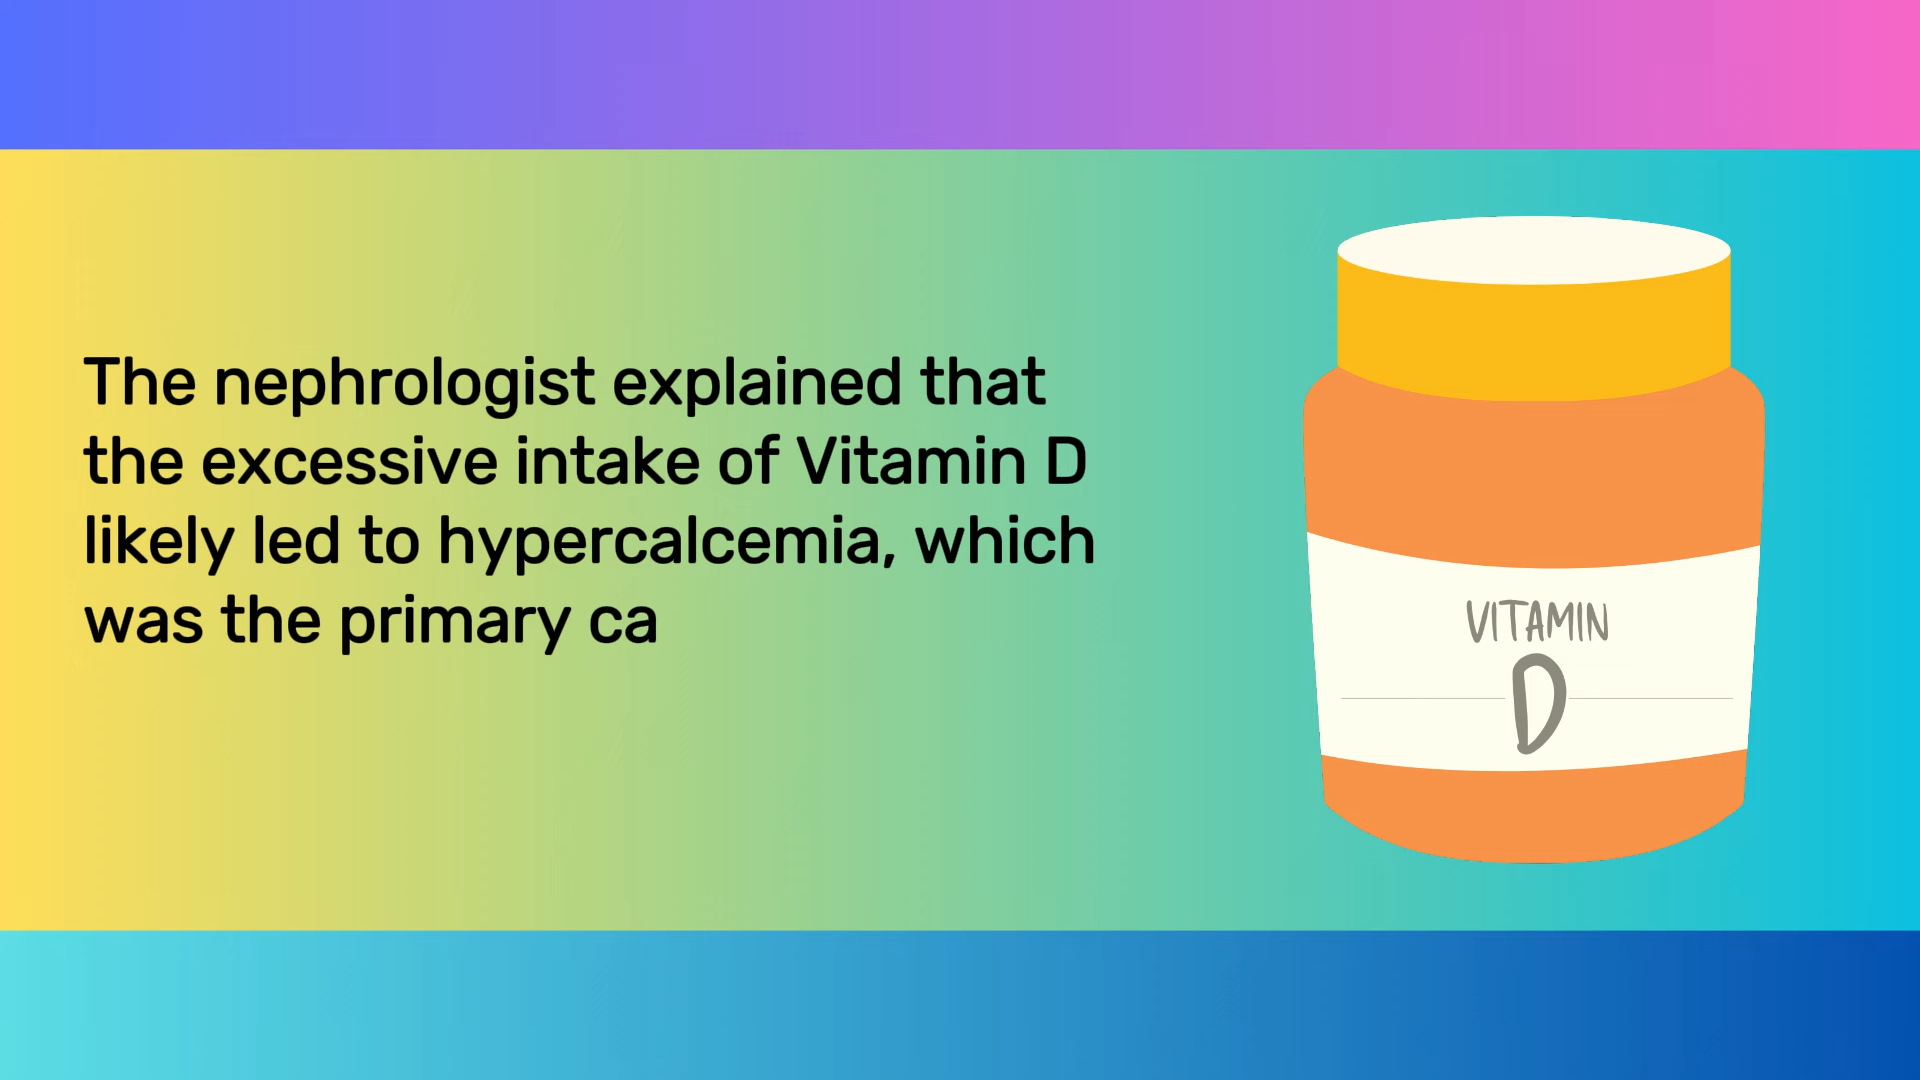 The nephrologist explained that
the excessive intake of Vitamin D
likely led to hypercalcemia, which
was the primary ca
VITAMIN
D